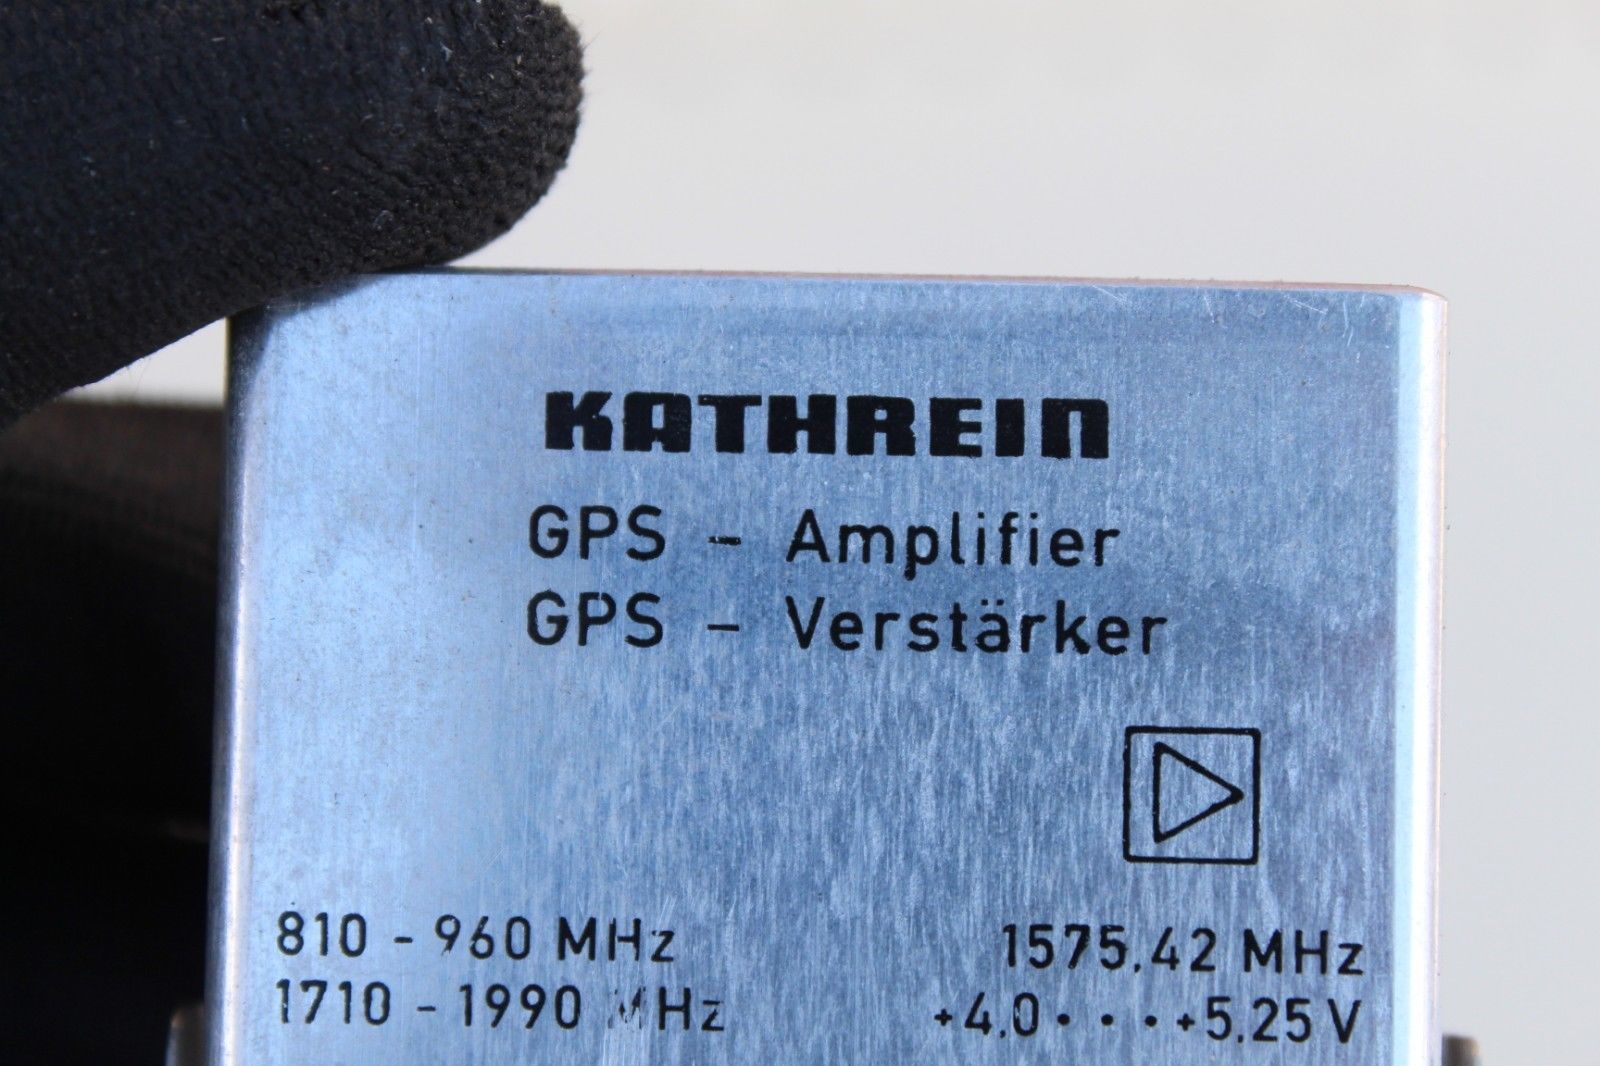 KATHREIN
GPS - Amplifier
GPS - Verstärker
810 - 960 MHz
1575,42 MHz
1710 - 1990 MHz
+4,0 · · · +5,25 V